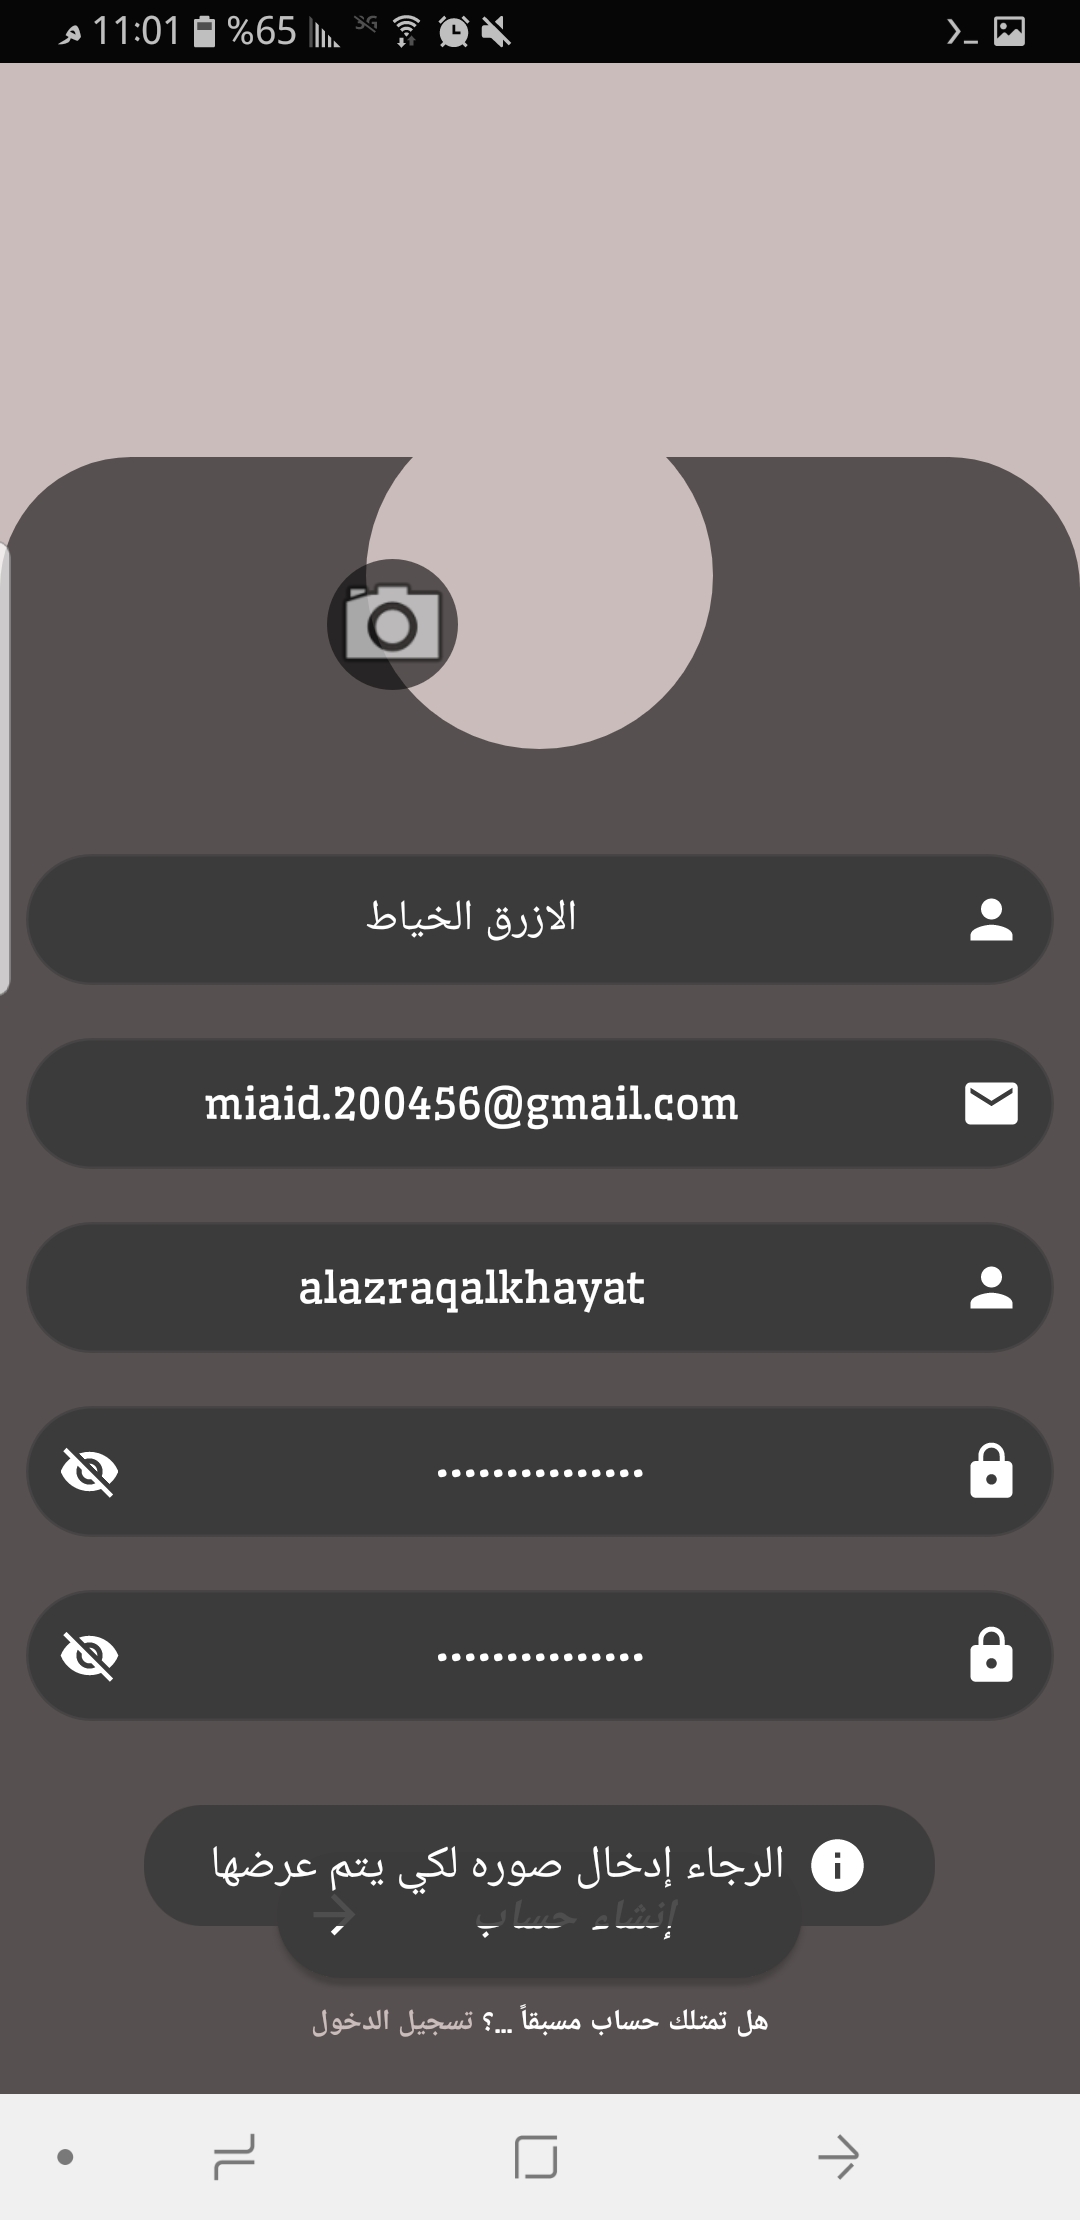 11:01 م %65
الازرق الخياط
miaid.200456@gmail.com
alazraqalkhayat
الرجاء إدخال صوره لكي يتم عرضها
إنشاء حساب
هل تمتلك حساب مسبقاً ...؟ تسجيل الدخول